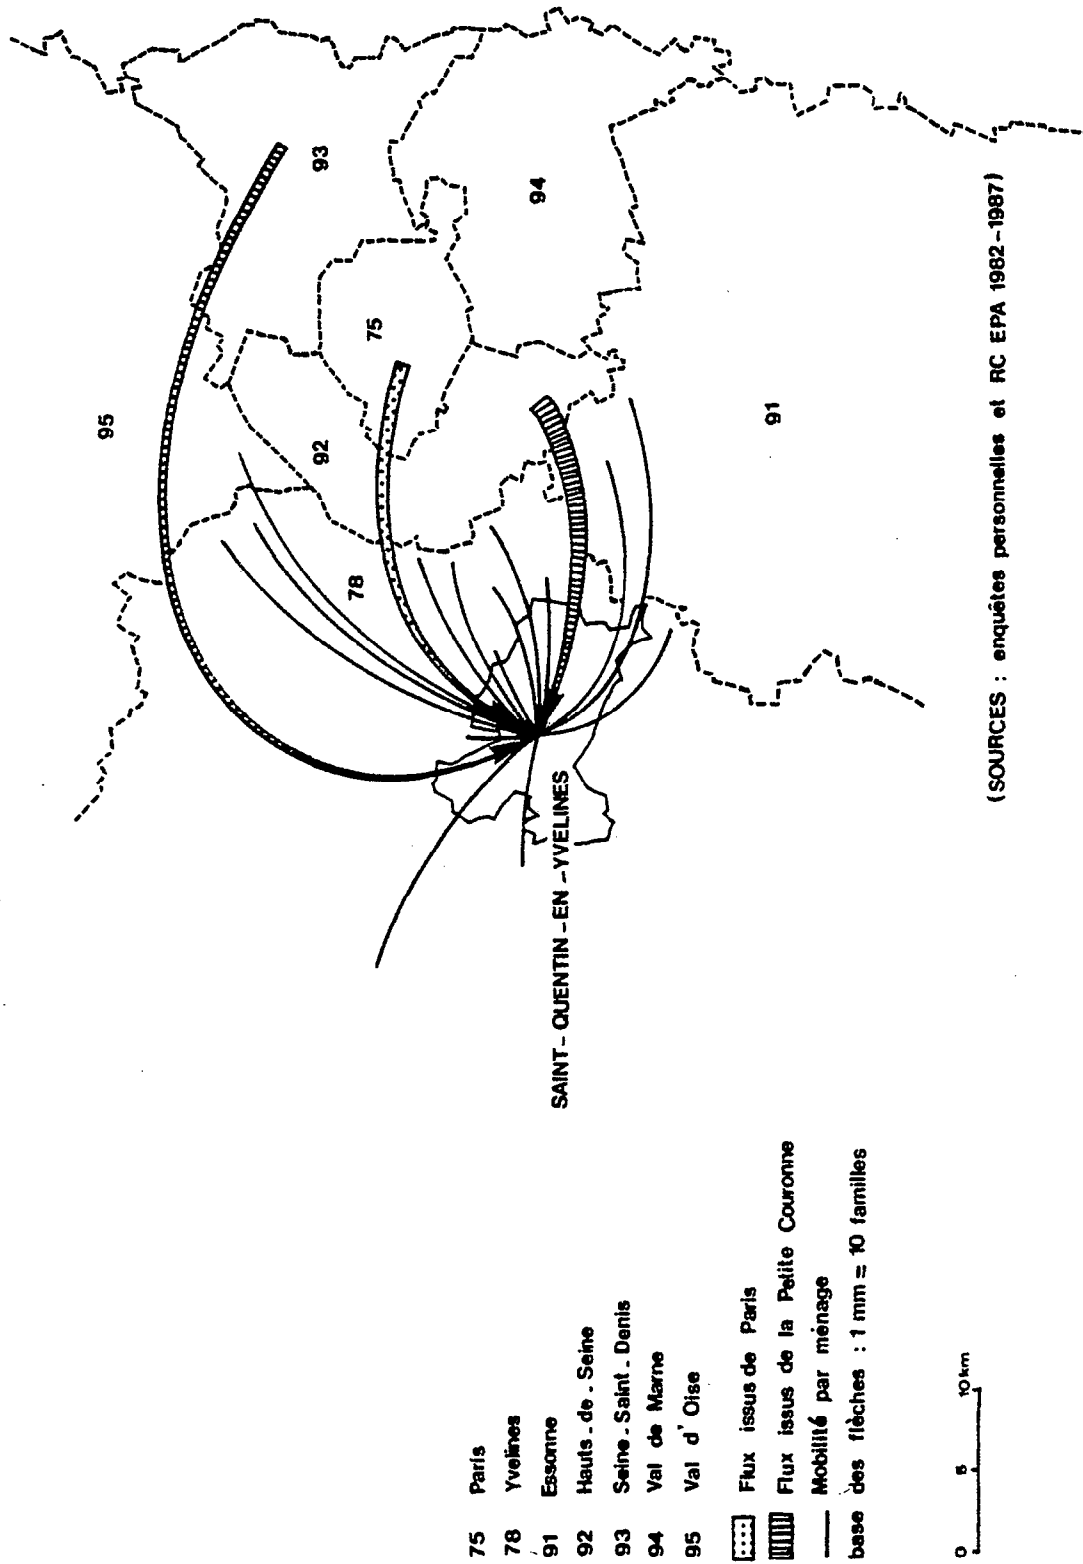 95
93
92
75
78
94
91
SAINT-QUENTIN-EN-YVELINES
75 Paris
78 Yvelines
91 Essonne
92 Hauts-de-Seine
93 Seine-Saint-Denis
94 Val de Marne
95 Val d'Oise
Flux issus de Paris
Flux issus de la Petite Couronne
Mobilité par ménage
base des flèches : 1 mm = 10 familles
0 5 10 km
(SOURCES : enquêtes personnelles et RC EPA 1982-1987)